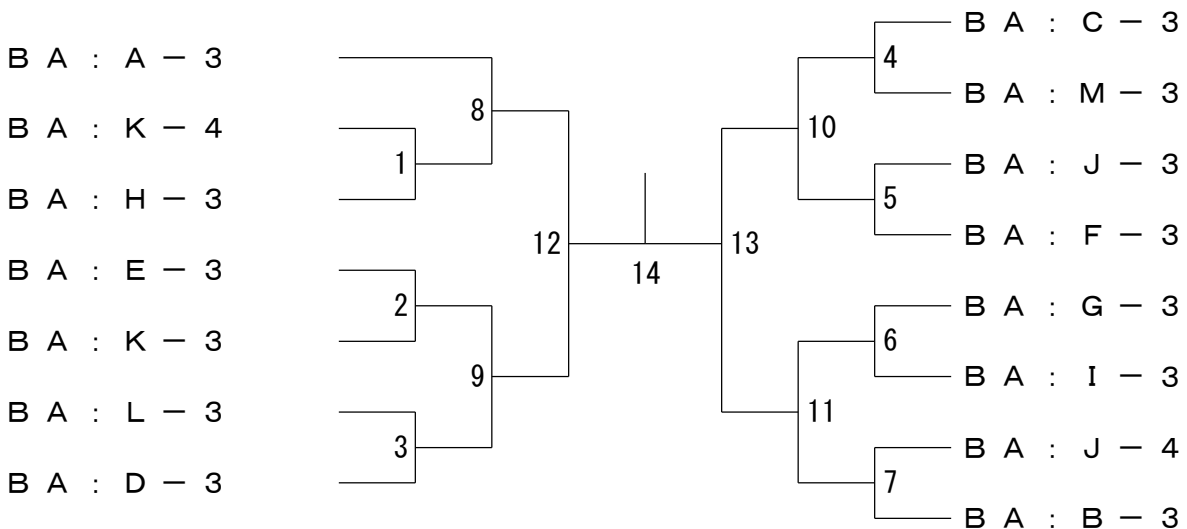 BA:A－3
BA:K－4
BA:H－3
BA:E－3
BA:K－3
BA:L－3
BA:D－3
8
1
2
9
3
12
14
13
10
4
5
11
6
7
BA:C－3
BA:M－3
BA:J－3
BA:F－3
BA:G－3
BA:I－3
BA:J－4
BA:B－3